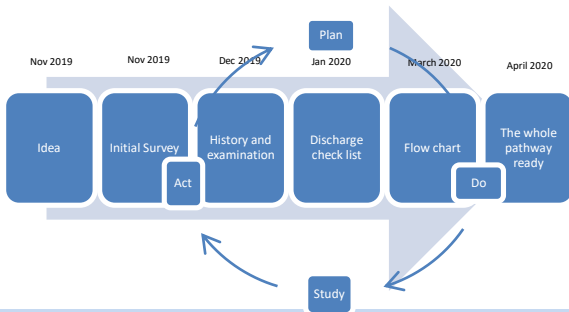 Plan
Nov 2019
Nov 2019
Dec 2019
Jan 2020
March 2020
April 2020
Idea
Initial Survey
History and
examination
Discharge
check list
Flow chart
The whole
pathway
ready
Act
Do
Study